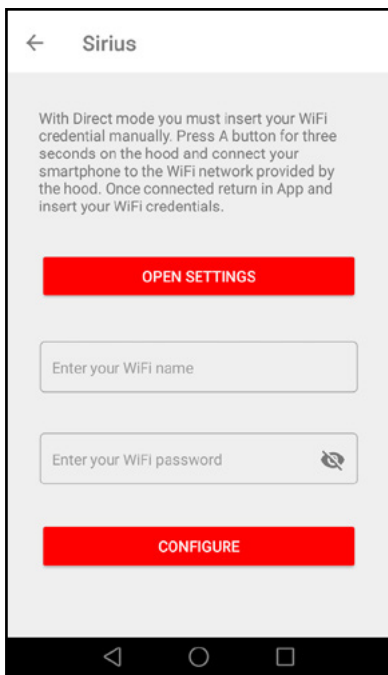 Sirius
With Direct mode you must insert your WiFi
credential manually. Press A button for three
seconds on the hood and connect your
smartphone to the WiFi network provided by
the hood. Once connected return in App and
insert your WiFi credentials.
OPEN SETTINGS
Enter your WiFi name
Enter your WiFi password
CONFIGURE